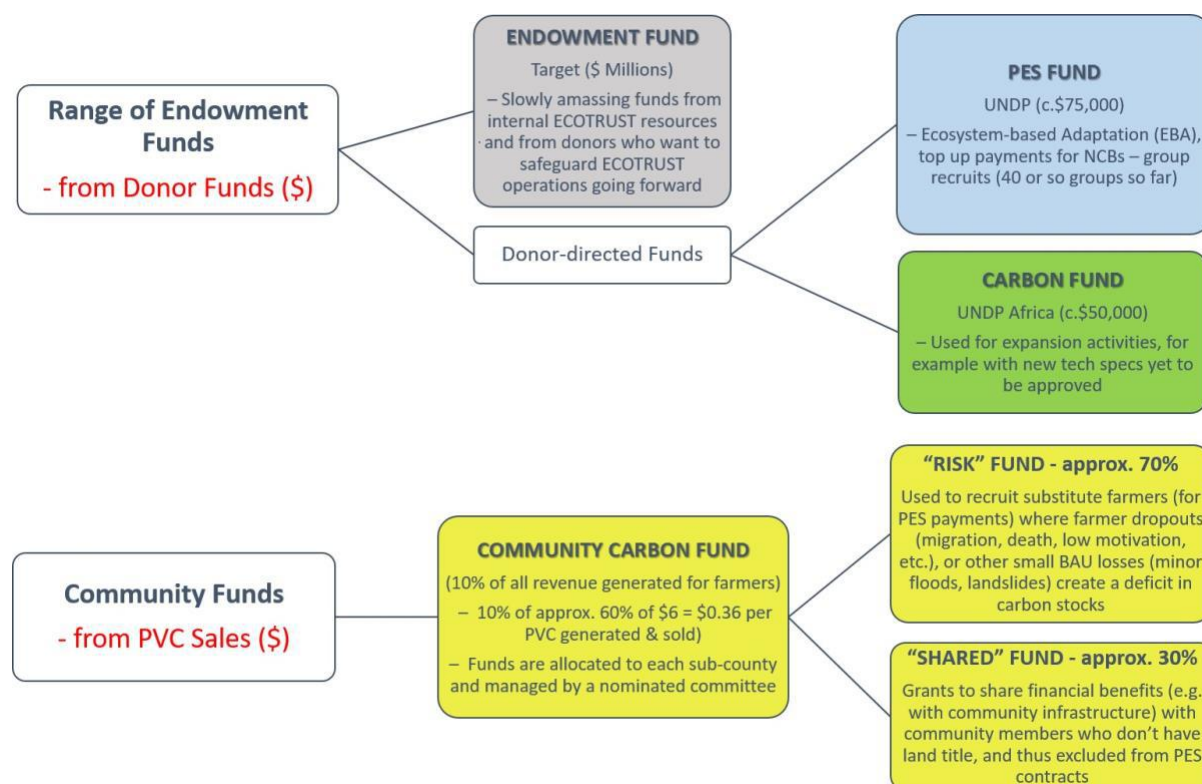 Range of Endowment
Funds
- from Donor Funds ($)
ENDOWMENT FUND
Target ($ Millions)
– Slowly amassing funds from
internal ECOTRUST resources
and from donors who want to
safeguard ECOTRUST
operations going forward
Donor-directed Funds
PES FUND
UNDP (c.$75,000)
– Ecosystem-based Adaptation (EBA),
top up payments for NCBs – group
recruits (40 or so groups so far)
CARBON FUND
UNDP Africa (c.$50,000)
– Used for expansion activities, for
example with new tech specs yet to
be approved
Community Funds
- from PVC Sales ($)
COMMUNITY CARBON FUND
(10% of all revenue generated for farmers)
– 10% of approx. 60% of $6 = $0.36 per
PVC generated & sold)
– Funds are allocated to each sub-county
and managed by a nominated committee
“RISK” FUND - approx. 70%
Used to recruit substitute farmers (for
PES payments) where farmer dropouts
(migration, death, low motivation,
etc.), or other small BAU losses (minor
floods, landslides) create a deficit in
carbon stocks
“SHARED” FUND - approx. 30%
Grants to share financial benefits (e.g.
with community infrastructure) with
community members who don’t have
land title, and thus excluded from PES
contracts